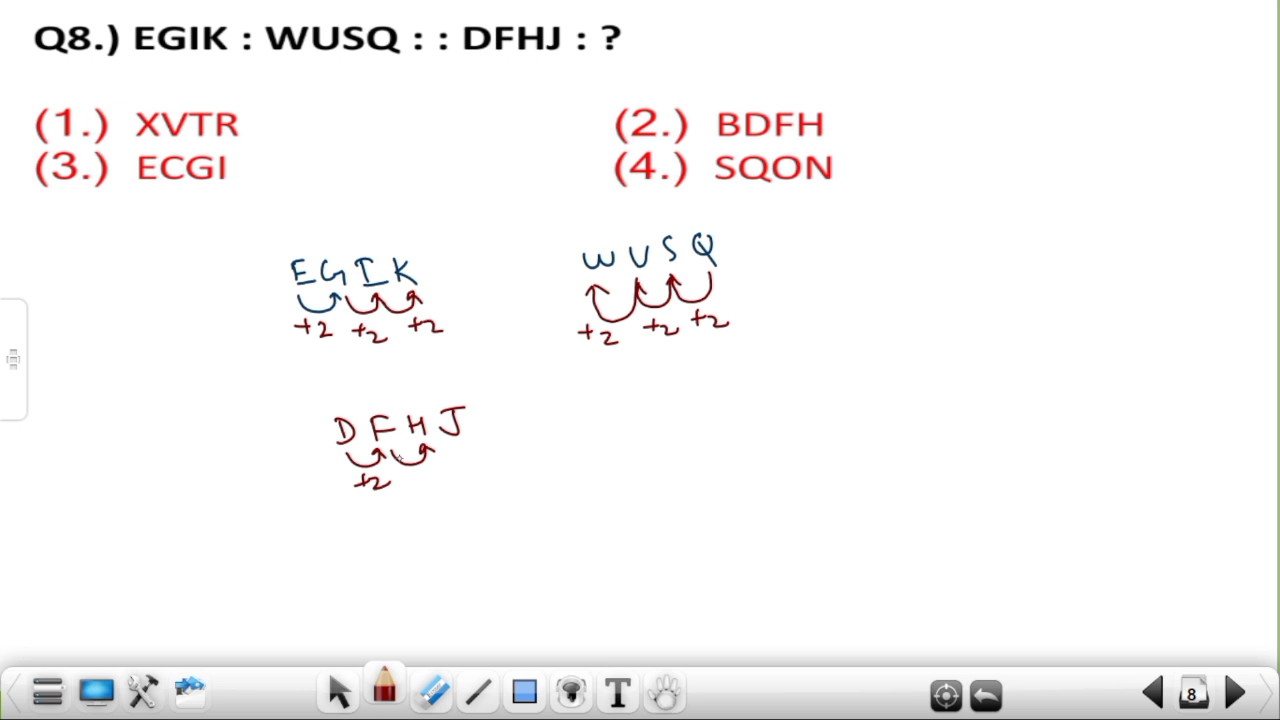 Q8.) EGIK : WUSQ : : DFHJ : ?
(1.) XVTR (2.) BDFH
(3.) ECGI (4.) SQON
EGIK WUSQ
+2 +2 +2 +2 +2 +2
DFHJ
+2
T 8